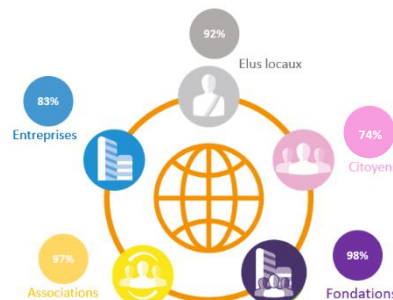 92%
Elus locaux
83%
Entreprises
74%
Citoyen
97%
Associations
98%
Fondations